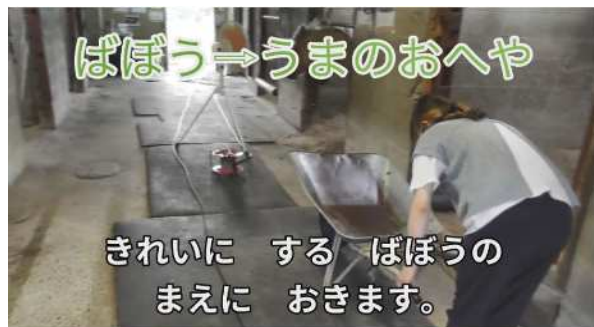 ばぼう→うまのおへや
きれいに　する　ばぼうの
まえに　おきます。